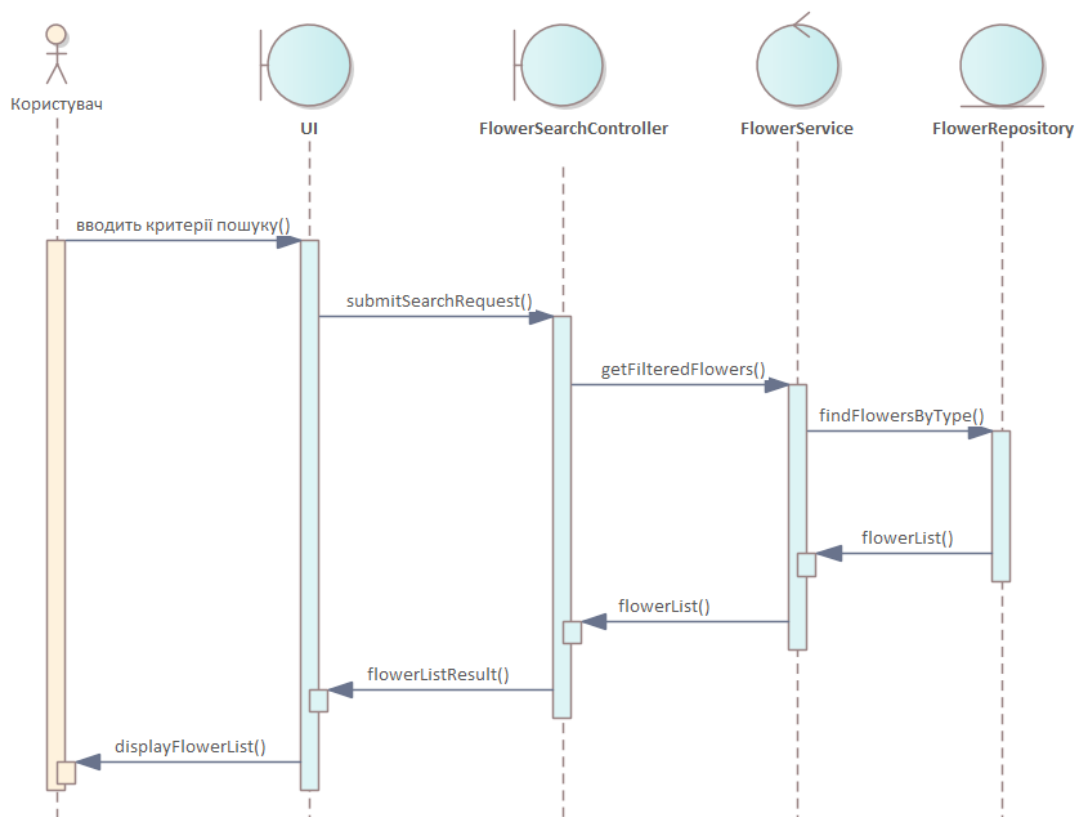 Користувач
UI
FlowerSearchController
FlowerService
FlowerRepository
вводить критерії пошуку()
submitSearchRequest()
getFilteredFlowers()
findFlowersByType()
flowerList()
flowerList()
flowerListResult()
displayFlowerList()